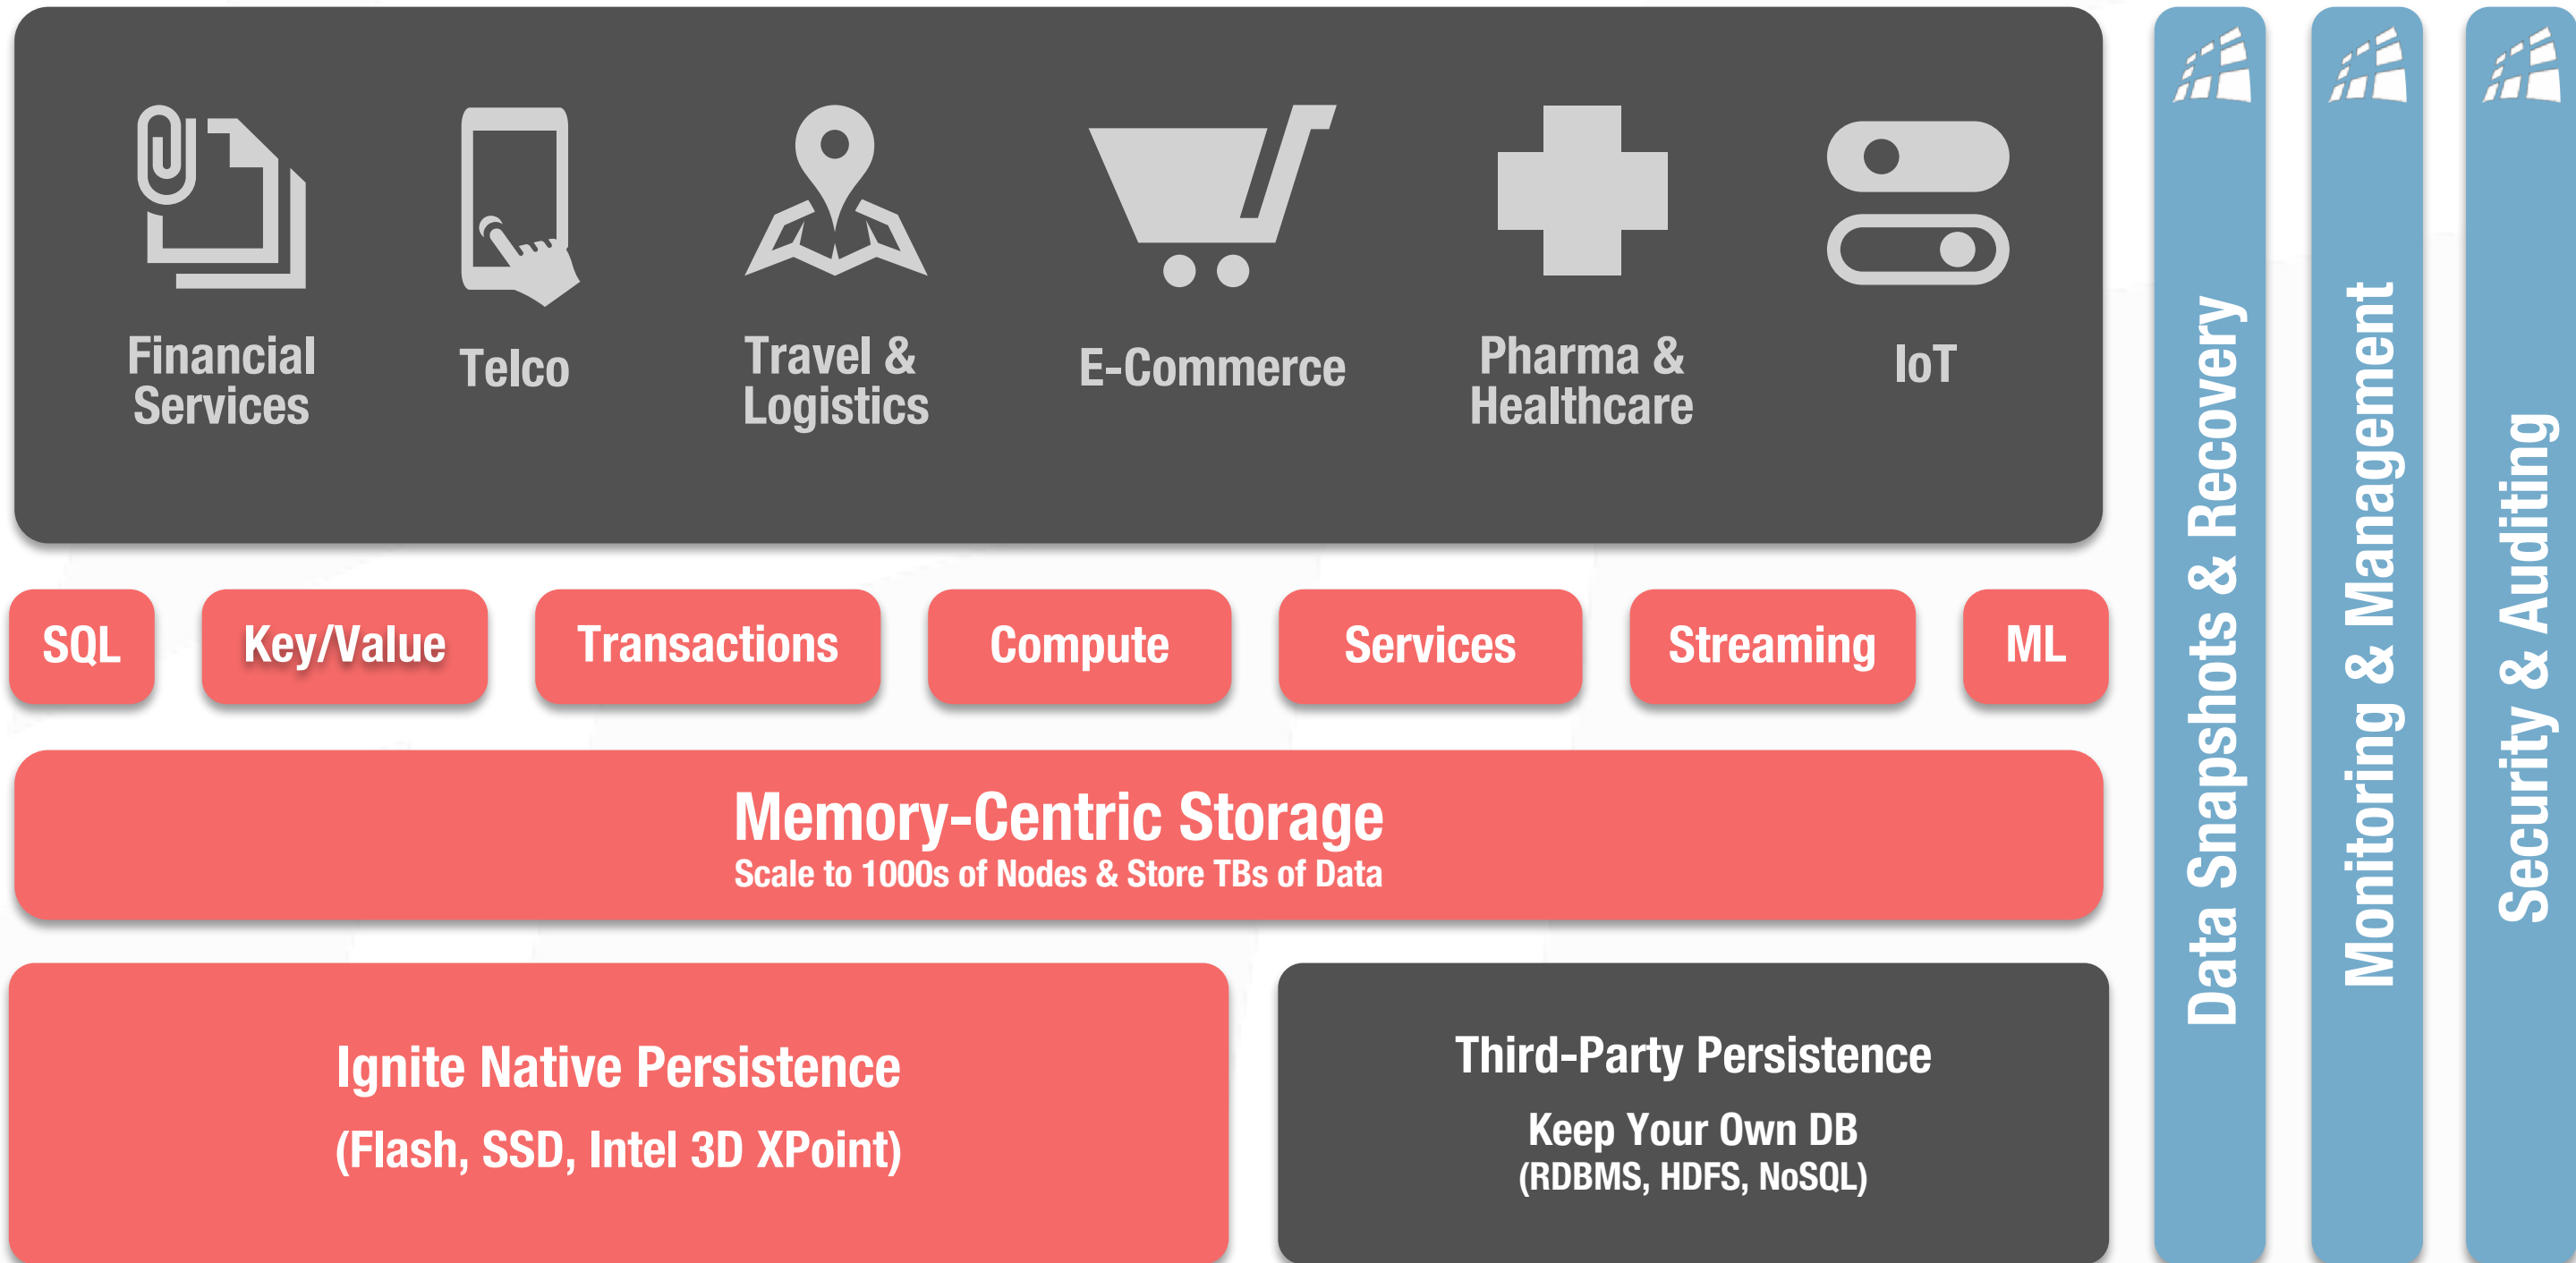 Financial
Services
Telco
Travel &
Logistics
E-Commerce
Pharma &
Healthcare
IoT
SQL
Key/Value
Transactions
Compute
Services
Streaming
ML
Memory-Centric Storage
Scale to 1000s of Nodes & Store TBs of Data
Ignite Native Persistence
(Flash, SSD, Intel 3D XPoint)
Third-Party Persistence
Keep Your Own DB
(RDBMS, HDFS, NoSQL)
Data Snapshots & Recovery
Monitoring & Management
Security & Auditing